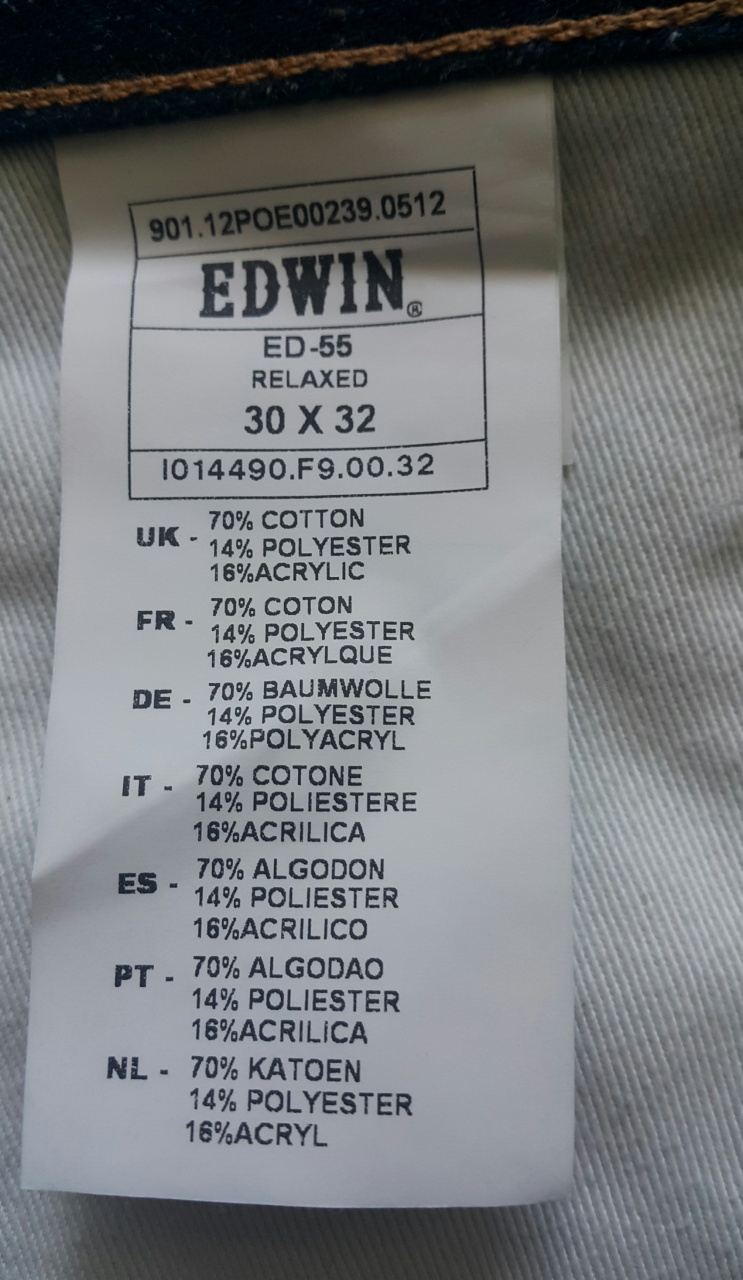 901.12POE00239.0512
EDWIN®
ED-55
RELAXED
30 X 32
I014490.F9.00.32
UK - 70% COTTON
14% POLYESTER
16%ACRYLIC
FR - 70% COTON
14% POLYESTER
16%ACRYLQUE
DE - 70% BAUMWOLLE
14% POLYESTER
16%POLYACRYL
IT - 70% COTONE
14% POLIESTERE
16%ACRILICA
ES - 70% ALGODON
14% POLIESTER
16%ACRILICO
PT - 70% ALGODAO
14% POLIESTER
16%ACRILICA
NL - 70% KATOEN
14% POLYESTER
16%ACRYL